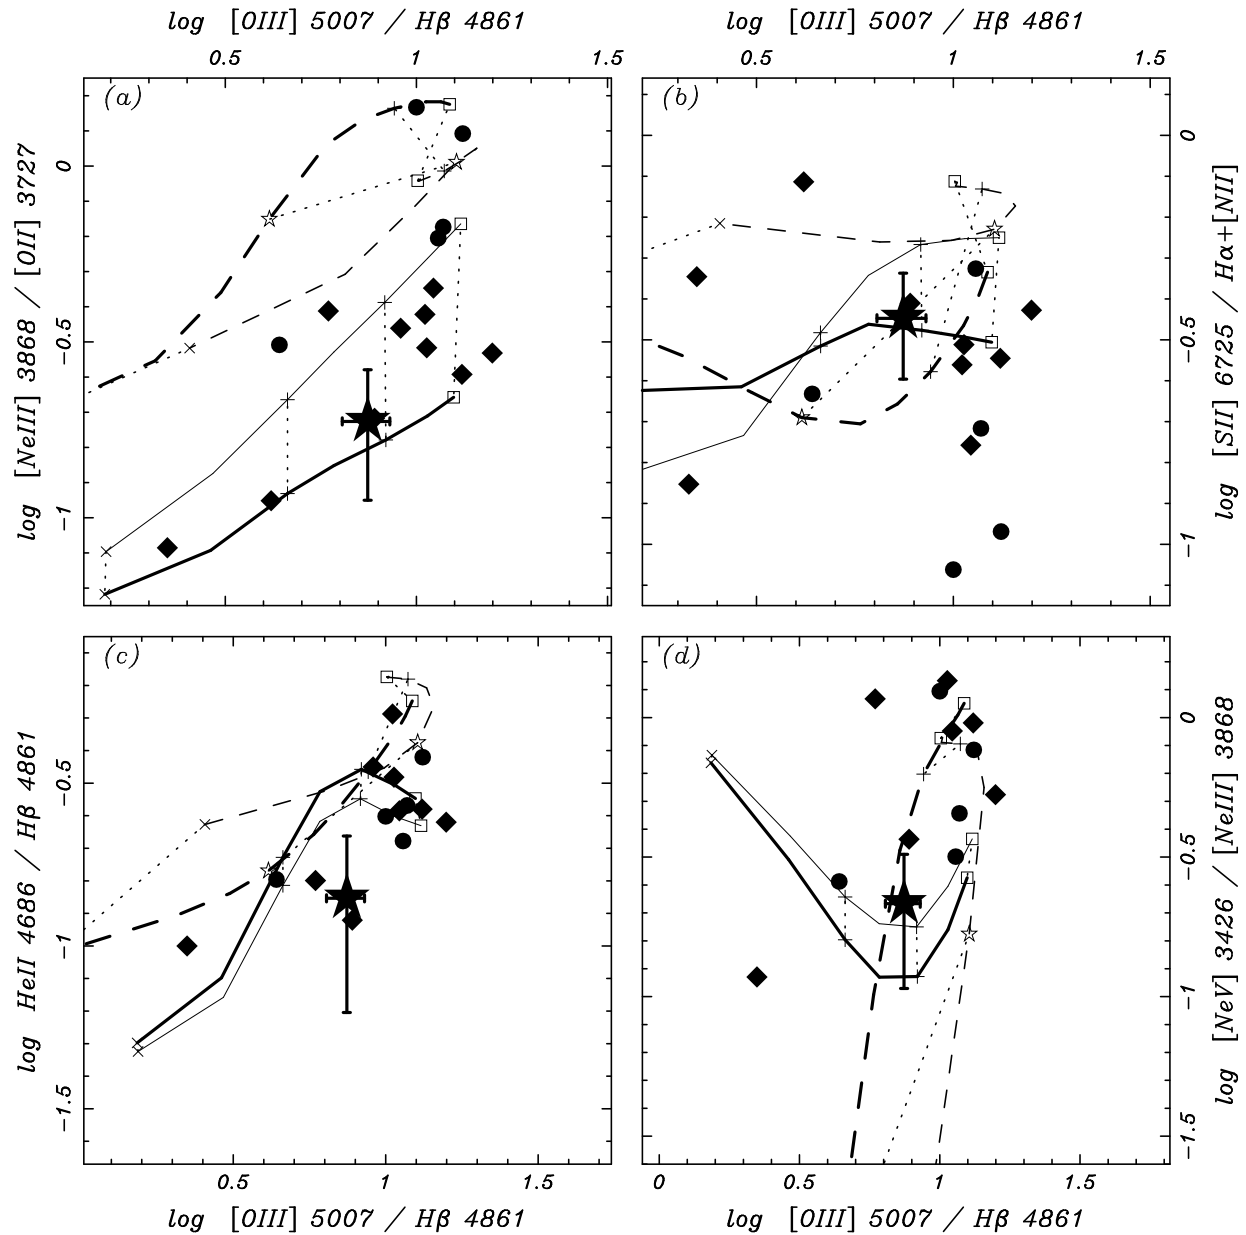 log [OIII] 5007 / Hβ 4861
log [OIII] 5007 / Hβ 4861
0.5 1 1.5
0.5 1 1.5
(a)
(b)
log [NeIII] 3868 / [OII] 3727
0 −0.5 −1
0 −0.5 −1
log [SII] 6725 / Hα+[NII]
(c)
(d)
log HeII 4686 / Hβ 4861
−0.5 −1 −1.5
0 −0.5 −1 −1.5
log [NeV] 3426 / [NeIII] 3868
0.5 1 1.5
0 0.5 1 1.5
log [OIII] 5007 / Hβ 4861
log [OIII] 5007 / Hβ 4861